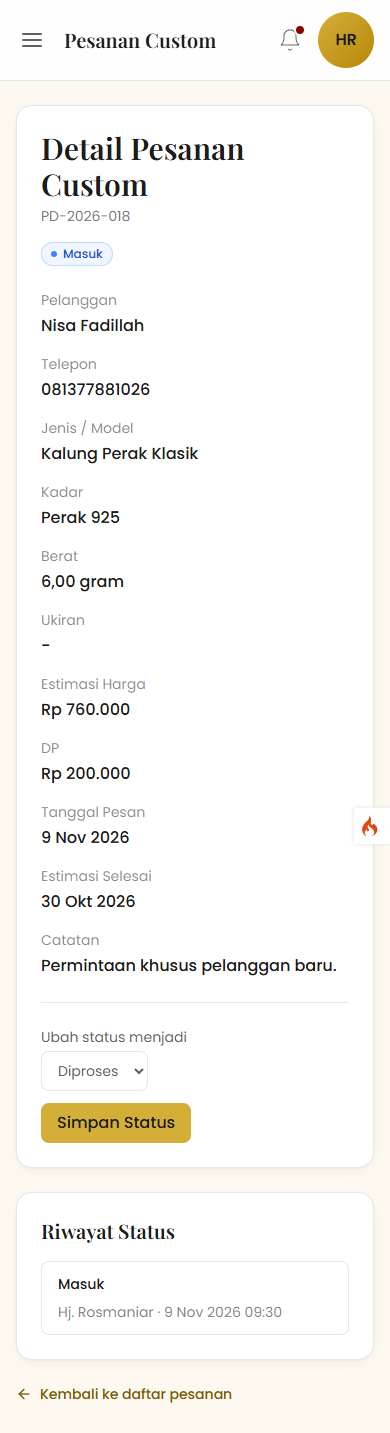 Pesanan Custom
HR
Detail Pesanan
Custom
PD-2026-018
Masuk
Pelanggan
Nisa Fadillah
Telepon
081377881026
Jenis / Model
Kalung Perak Klasik
Kadar
Perak 925
Berat
6,00 gram
Ukiran
-
Estimasi Harga
Rp 760.000
DP
Rp 200.000
Tanggal Pesan
9 Nov 2026
Estimasi Selesai
30 Okt 2026
Catatan
Permintaan khusus pelanggan baru.
Ubah status menjadi
Diproses
Simpan Status
Riwayat Status
Masuk
Hj. Rosmaniar · 9 Nov 2026 09:30
← Kembali ke daftar pesanan